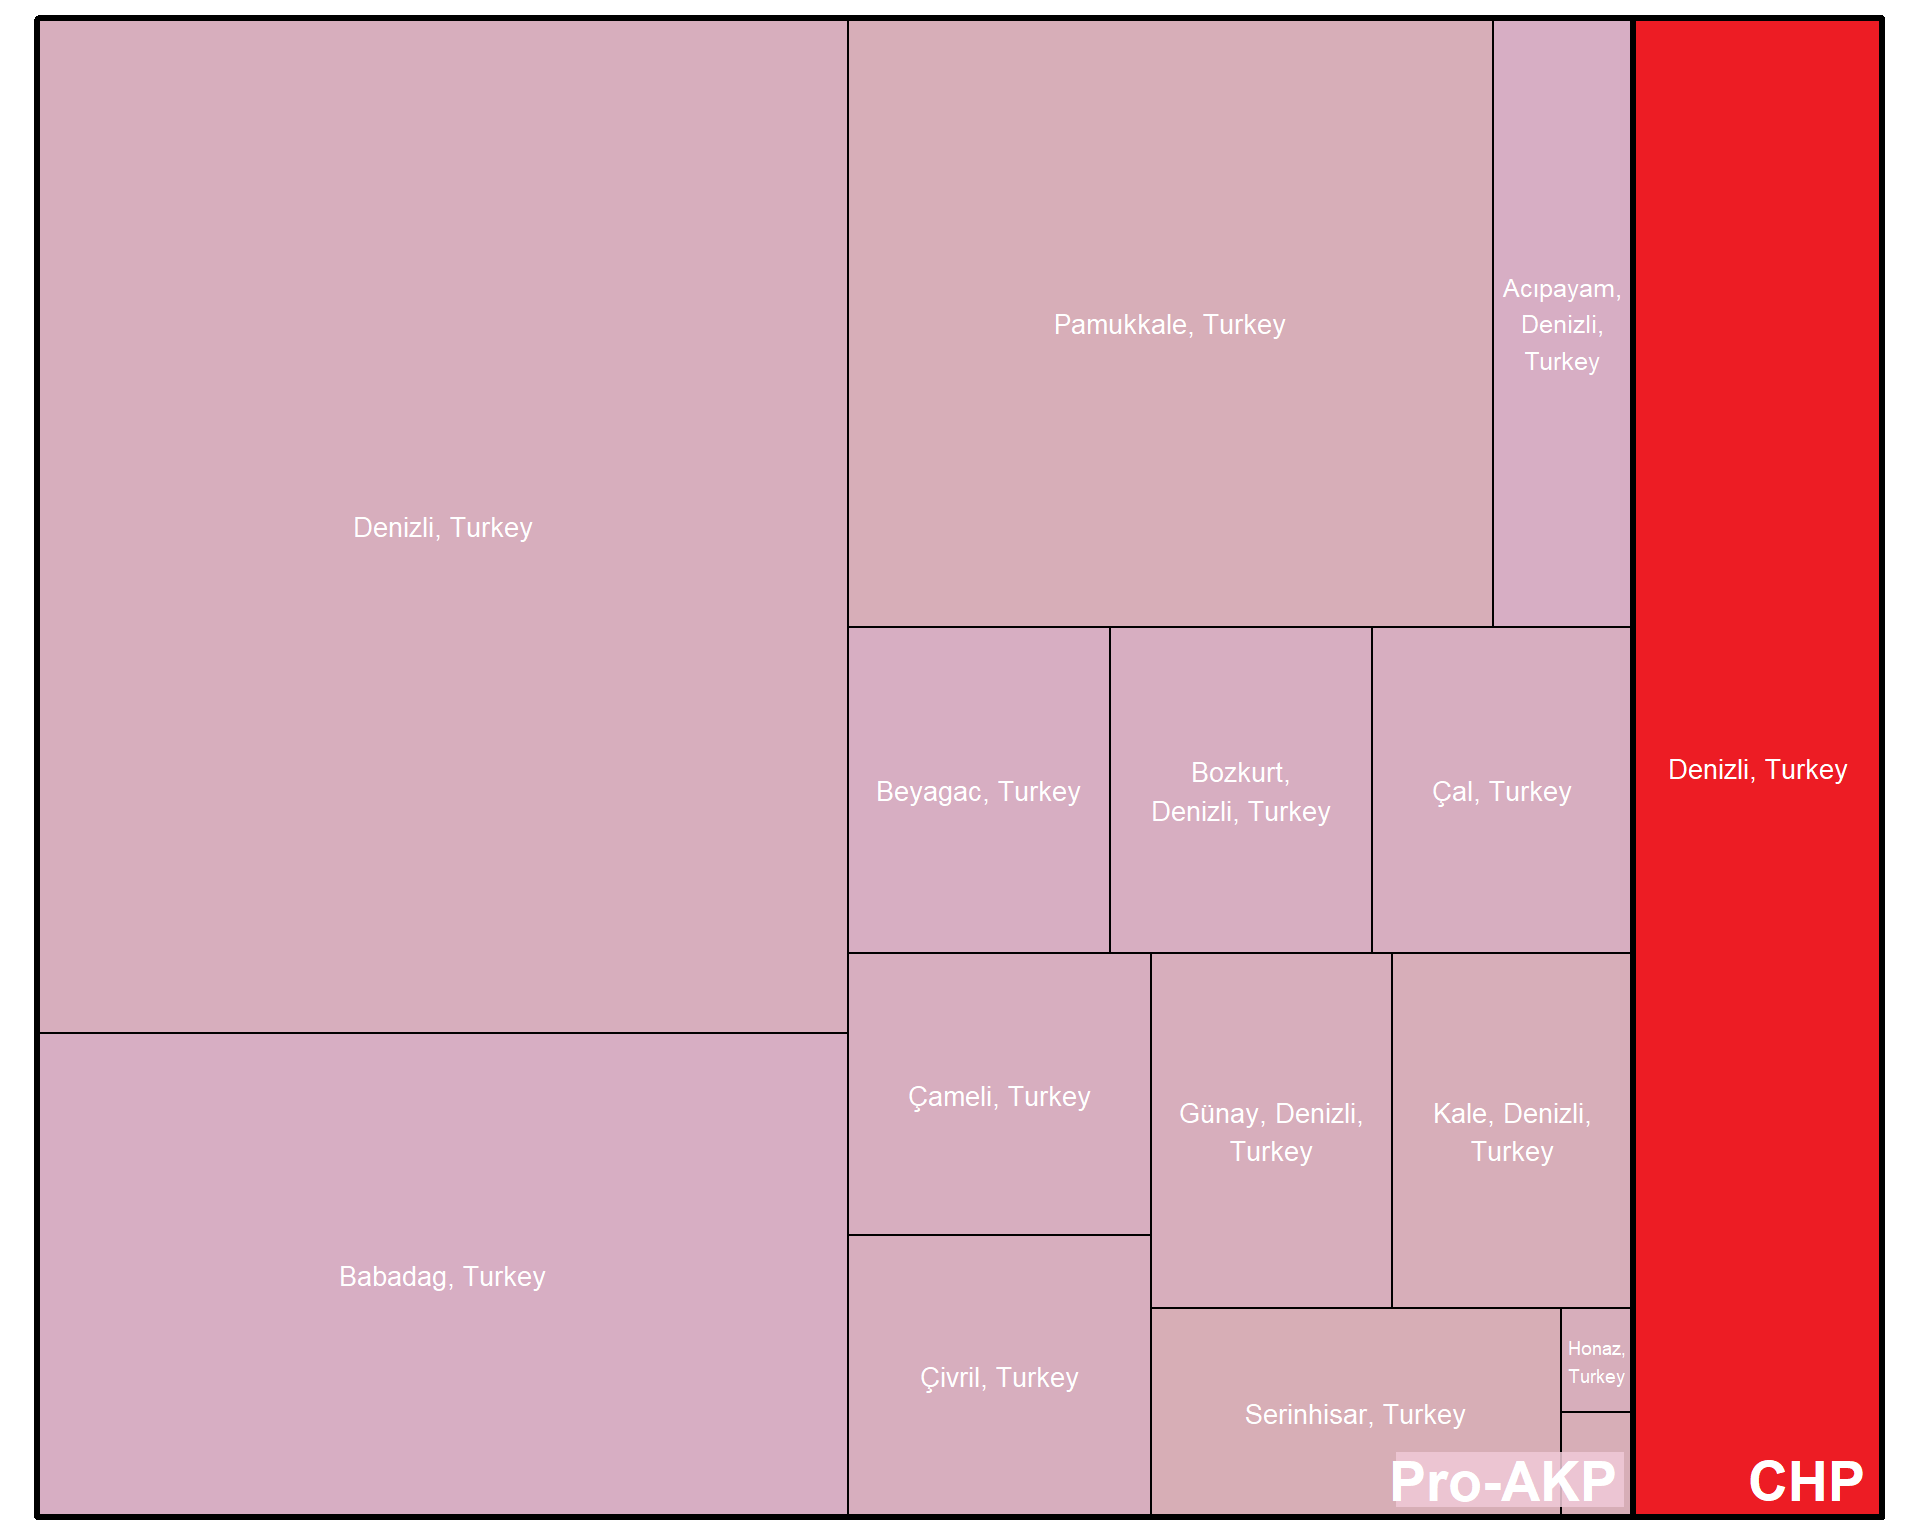 Denizli, Turkey
Babadag, Turkey
Pamukkale, Turkey
Acıpayam,
Denizli,
Turkey
Beyagac, Turkey
Bozkurt,
Denizli, Turkey
Çal, Turkey
Çameli, Turkey
Günay, Denizli,
Turkey
Kale, Denizli,
Turkey
Çivril, Turkey
Serinhisar, Turkey
Honaz,
Turkey
Pro-AKP
Denizli, Turkey
CHP